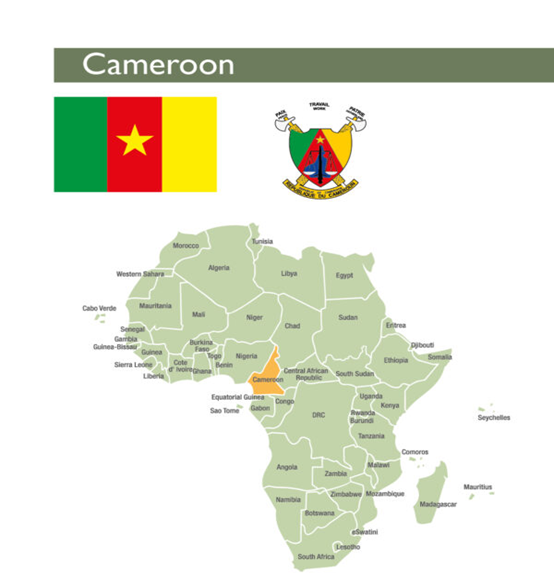 Cameroon
PAIX
TRAVAIL
WORK
PATRIE
REPUBLIQUE DU CAMEROON
Tunisia
Morocco
Algeria
Libya
Egypt
Western Sahara
Cabo Verde
Mauritania
Mali
Niger
Chad
Sudan
Eritrea
Senegal
Gambia
Guinea-Bissau
Guinea
Burkina
Faso
Togo
Benin
Nigeria
Djibouti
Somalia
Ethiopia
Sierra Leone
Liberia
Cote
d' Ivoire
Ghana
Cameroon
Central African
Republic
South Sudan
Equatorial Guinea
Sao Tome
Gabon
Congo
DRC
Uganda
Kenya
Rwanda
Burundi
Tanzania
Seychelles
Comoros
Angola
Zambia
Malawi
Mauritius
Namibia
Zimbabwe
Mozambique
Madagascar
Botswana
eSwatini
Lesotho
South Africa